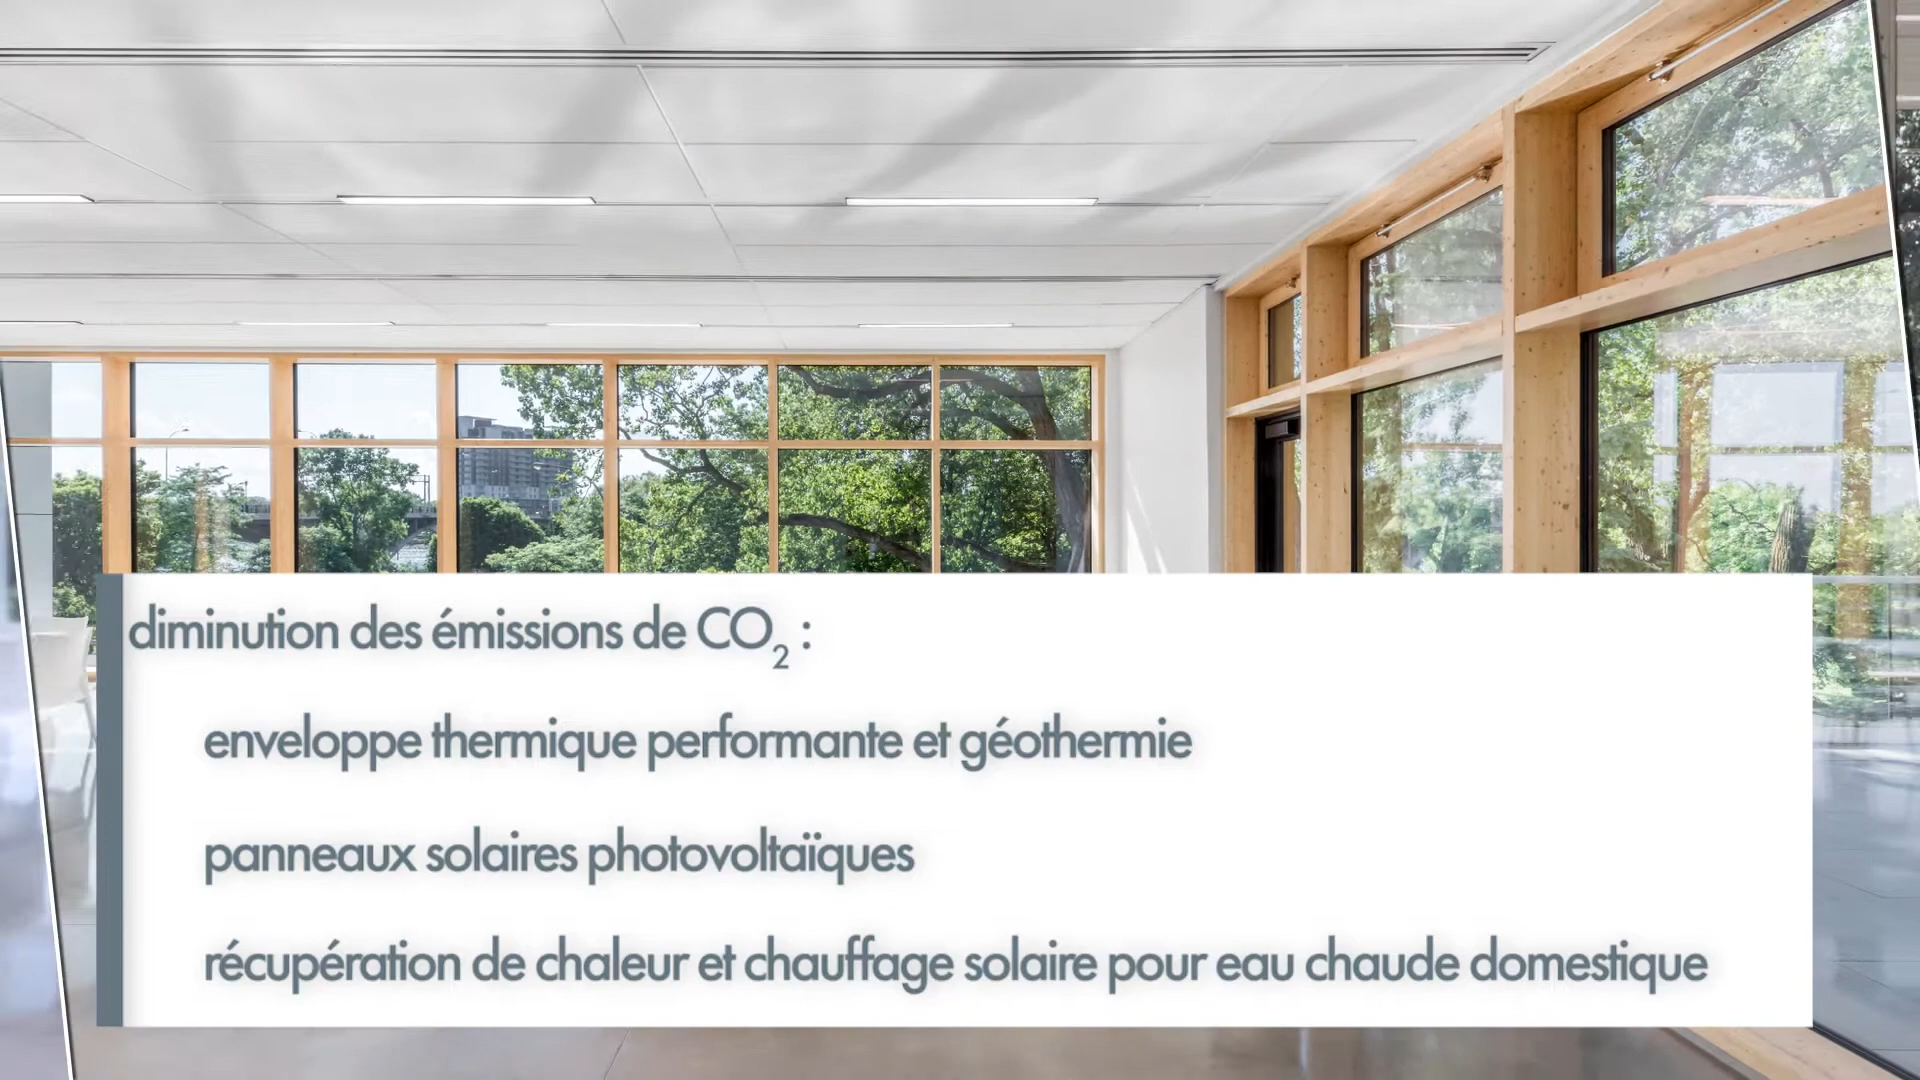 diminution des émissions de CO₂ :
enveloppe thermique performante et géothermie
panneaux solaires photovoltaïques
récupération de chaleur et chauffage solaire pour eau chaude domestique